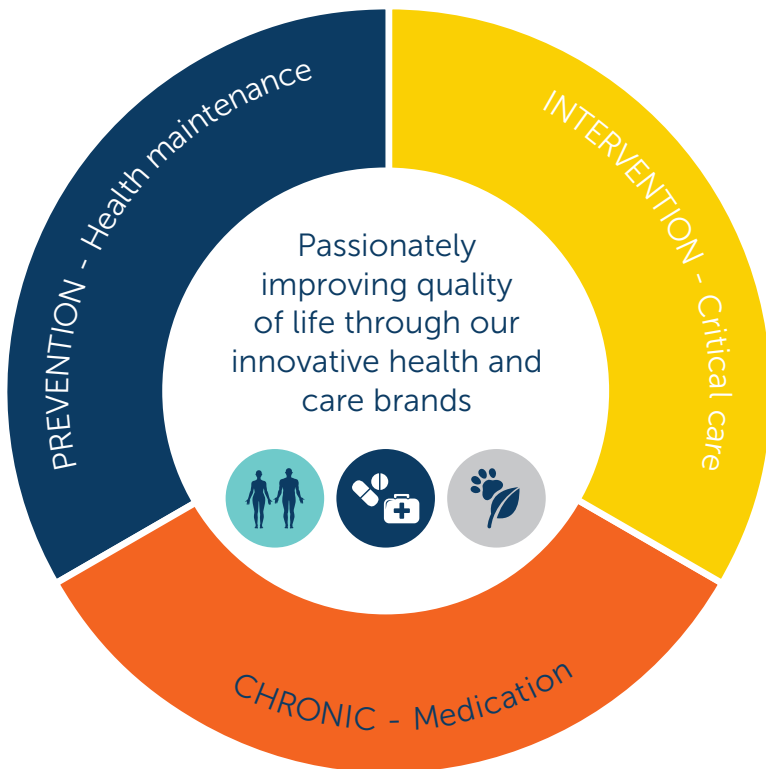 PREVENTION - Health maintenance
INTERVENTION - Critical care
Passionately
improving quality
of life through our
innovative health and
care brands
CHRONIC - Medication